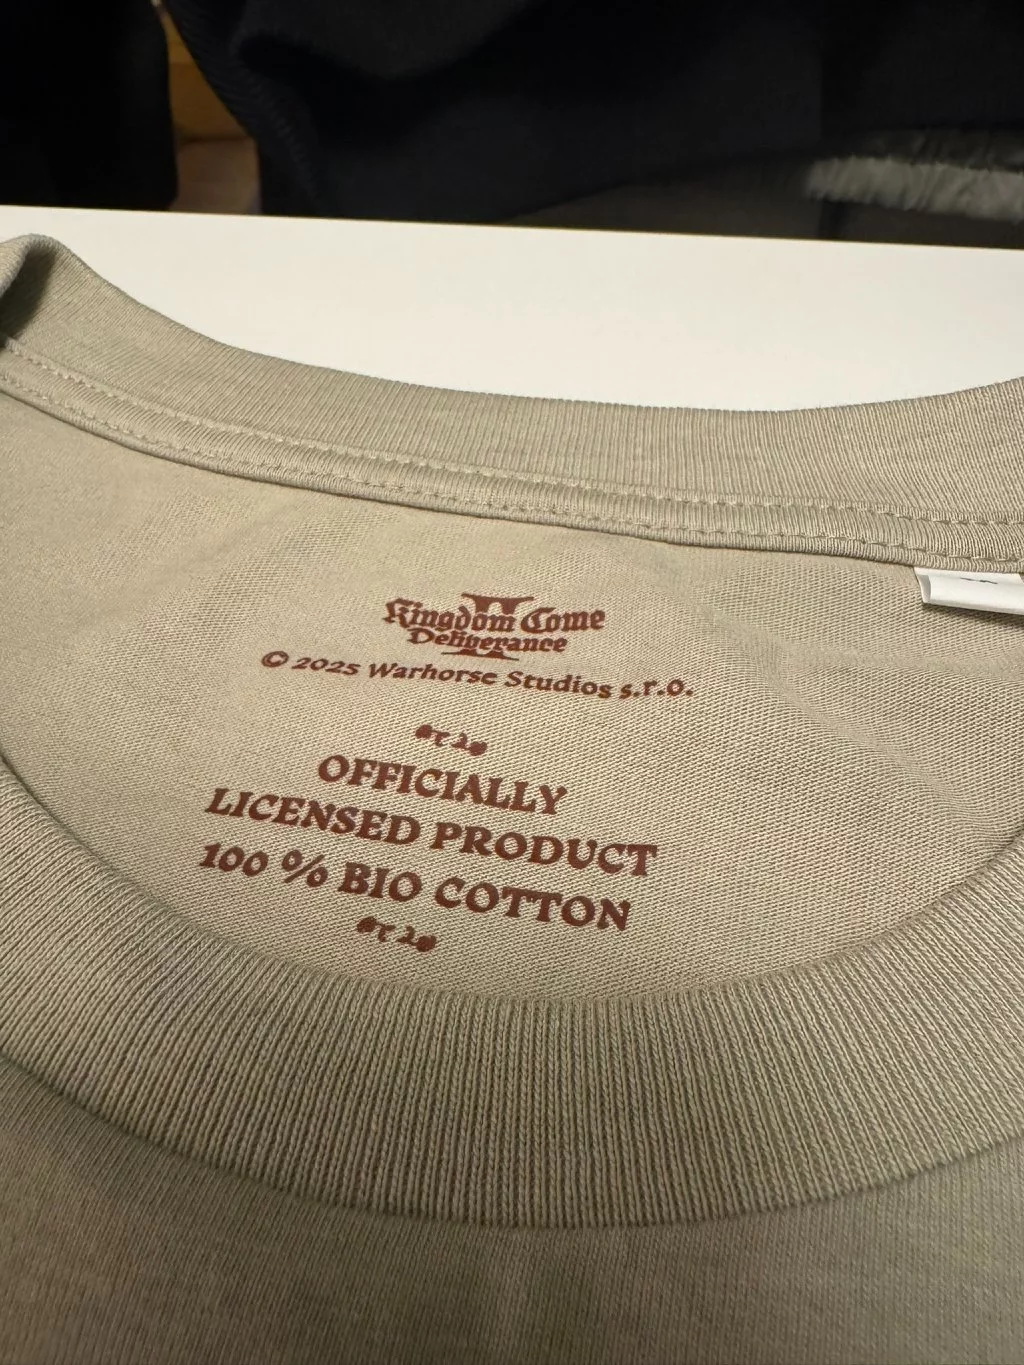 Kingdom Come
Deliverance
II
© 2025 Warhorse Studios s.r.o.
OFFICIALLY
LICENSED PRODUCT
100 % BIO COTTON